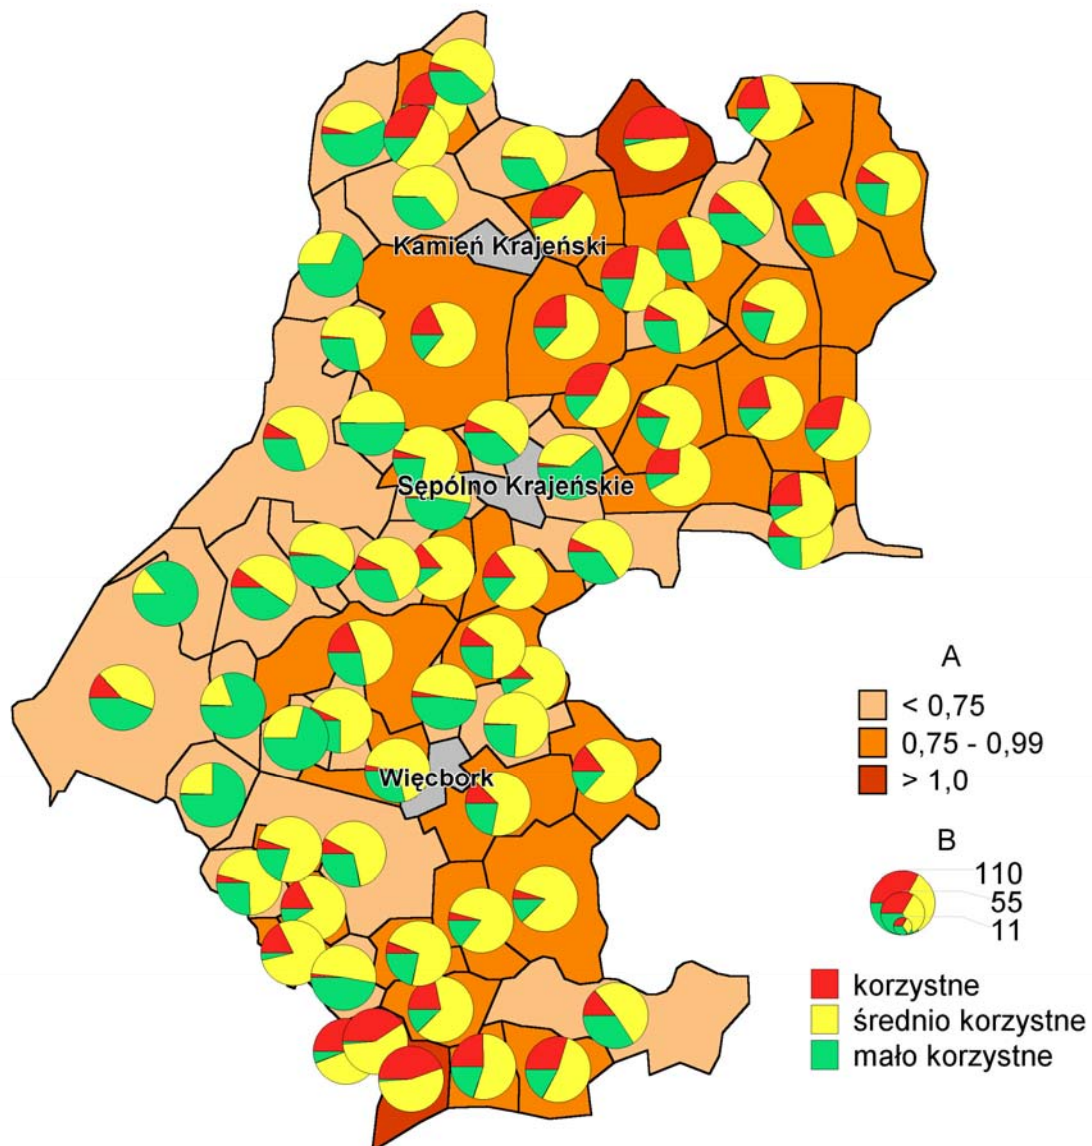 Kamień Krajeński
Sępólno Krajeńskie
Więcbork
A
< 0,75
0,75 - 0,99
> 1,0
B
110
55
11
korzystne
średnio korzystne
mało korzystne